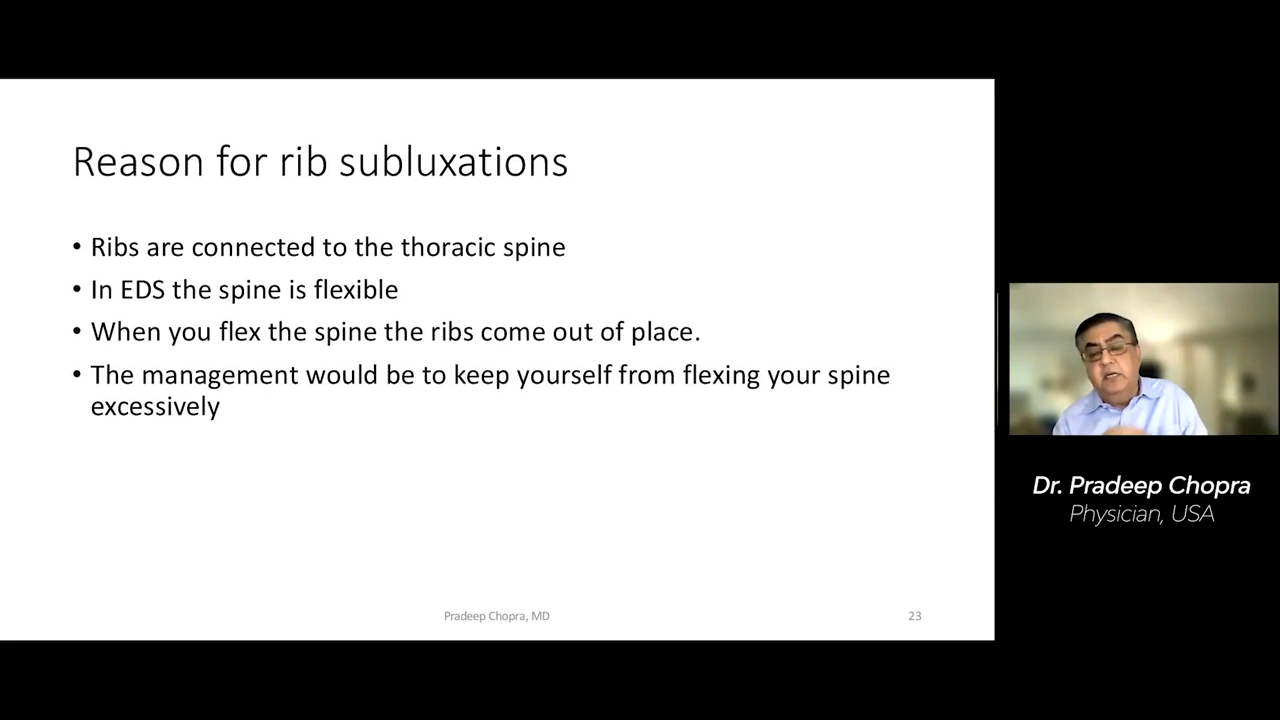 Reason for rib subluxations
• Ribs are connected to the thoracic spine
• In EDS the spine is flexible
• When you flex the spine the ribs come out of place.
• The management would be to keep yourself from flexing your spine
excessively
Dr. Pradeep Chopra
Physician, USA
Pradeep Chopra, MD
23